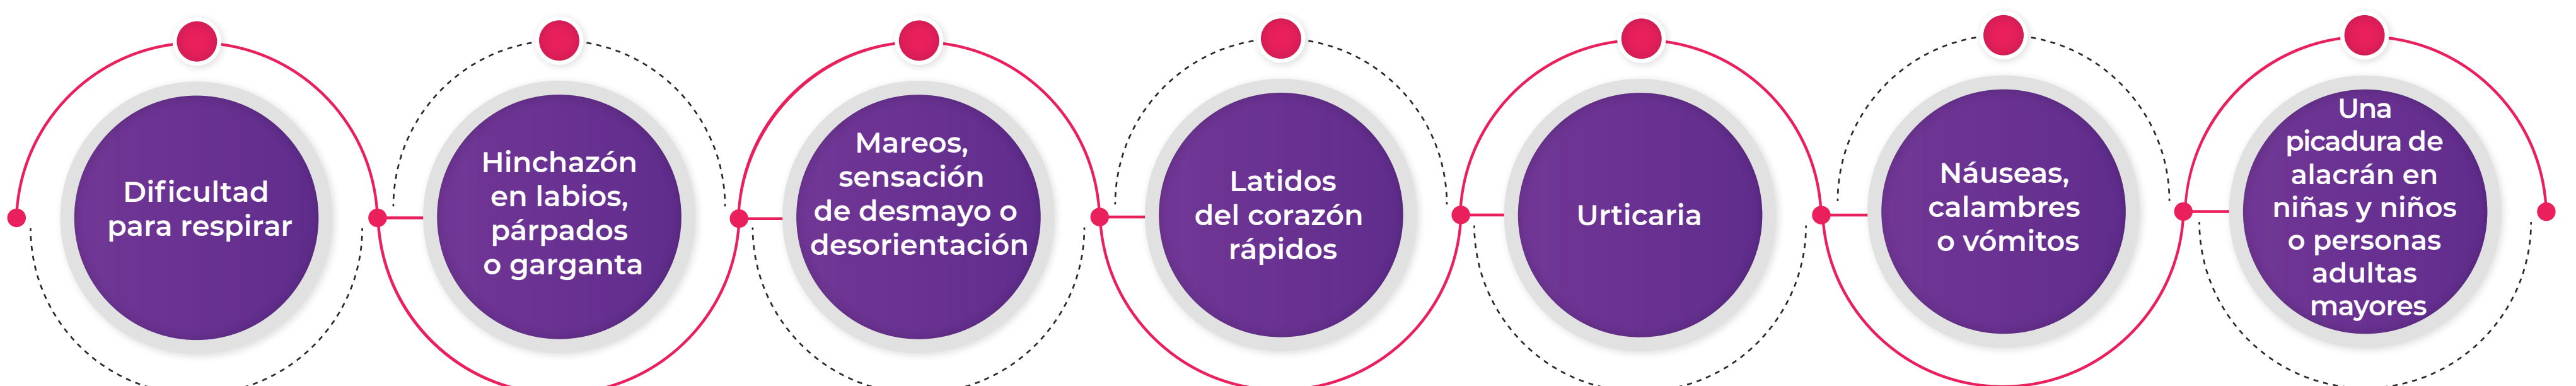 Dificultad
para respirar
Hinchazón
en labios,
párpados
o garganta
Mareos,
sensación
de desmayo o
desorientación
Latidos
del corazón
rápidos
Urticaria
Náuseas,
calambres
o vómitos
Una
picadura de
alacrán en
niñas y niños
o personas
adultas
mayores